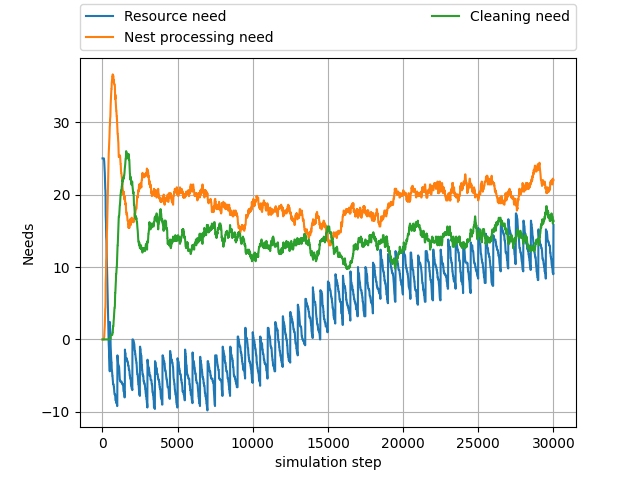 Resource need
Nest processing need
Cleaning need
Needs
30
20
10
0
−10
0 5000 10000 15000 20000 25000 30000
simulation step